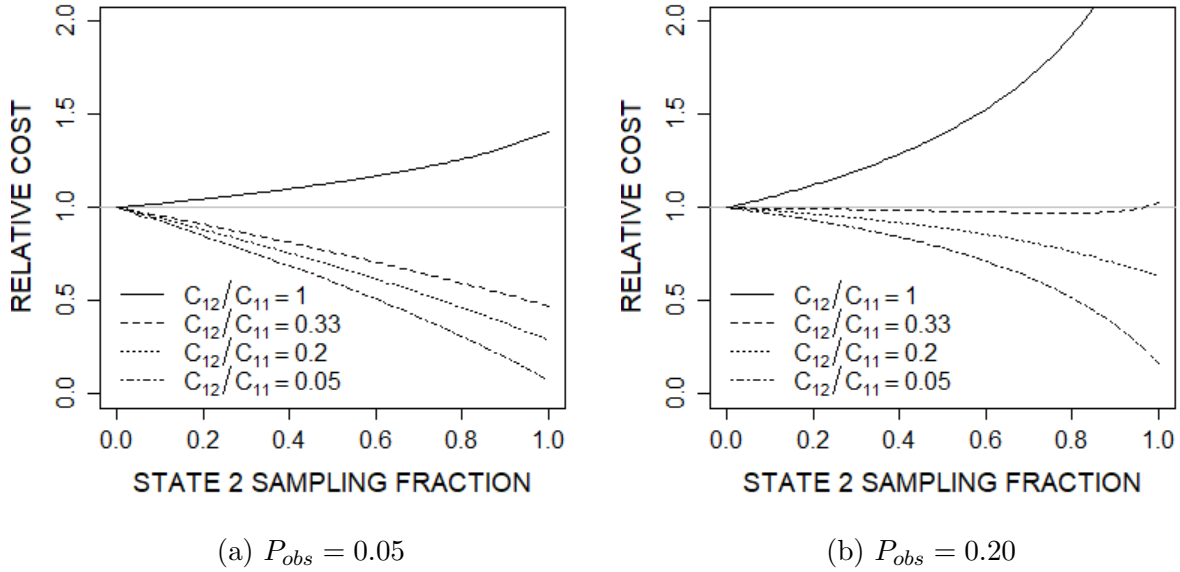 2.0
1.5
1.0
0.5
0.0
RELATIVE COST
C12/C11 = 1
C12/C11 = 0.33
C12/C11 = 0.2
C12/C11 = 0.05
0.0 0.2 0.4 0.6 0.8 1.0
STATE 2 SAMPLING FRACTION
(a) Pobs = 0.05
2.0
1.5
1.0
0.5
0.0
RELATIVE COST
C12/C11 = 1
C12/C11 = 0.33
C12/C11 = 0.2
C12/C11 = 0.05
0.0 0.2 0.4 0.6 0.8 1.0
STATE 2 SAMPLING FRACTION
(b) Pobs = 0.20